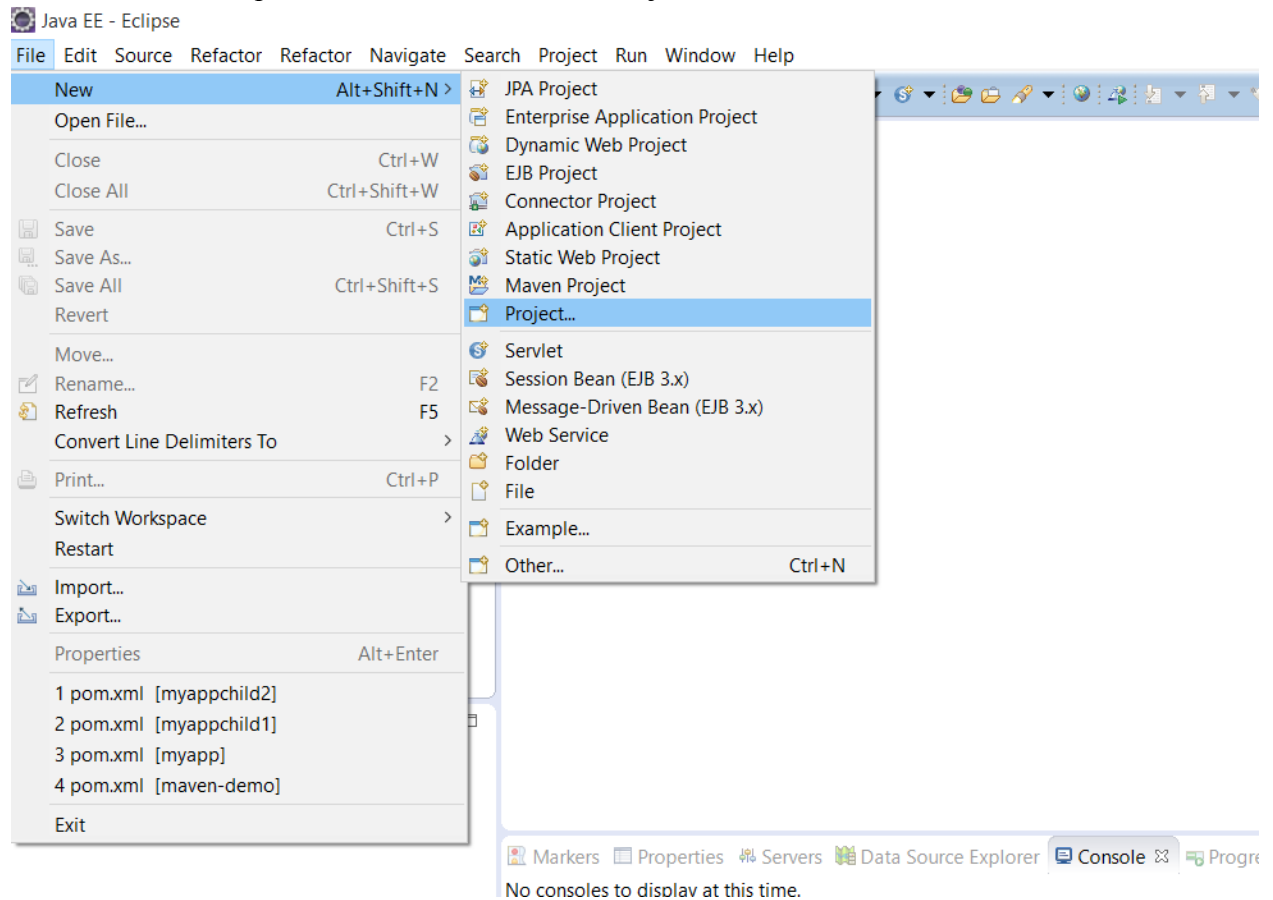 Java EE - Eclipse
File Edit Source Refactor Refactor Navigate Search Project Run Window Help
New Alt+Shift+N >
Open File...
Close Ctrl+W
Close All Ctrl+Shift+W
Save Ctrl+S
Save As...
Save All Ctrl+Shift+S
Revert
Move...
Rename... F2
Refresh F5
Convert Line Delimiters To >
Print... Ctrl+P
Switch Workspace >
Restart
Import...
Export...
Properties Alt+Enter
1 pom.xml [myappchild2]
2 pom.xml [myappchild1]
3 pom.xml [myapp]
4 pom.xml [maven-demo]
Exit
JPA Project
Enterprise Application Project
Dynamic Web Project
EJB Project
Connector Project
Application Client Project
Static Web Project
Maven Project
Project...
Servlet
Session Bean (EJB 3.x)
Message-Driven Bean (EJB 3.x)
Web Service
Folder
File
Example...
Other... Ctrl+N
Markers Properties Servers Data Source Explorer Console Progre
No consoles to display at this time.